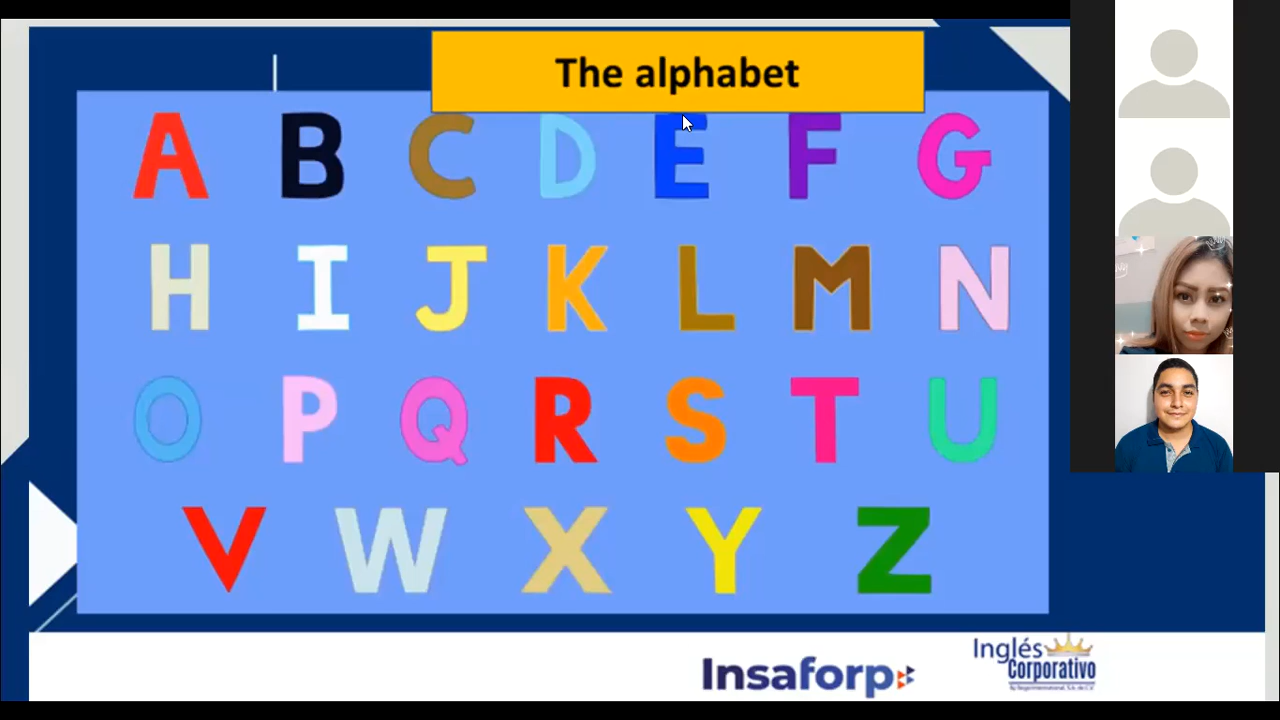 The alphabet
A B C D E F G
H I J K L M N
O P Q R S T U
V W X Y Z
Insaforp
Inglés
Corporativo